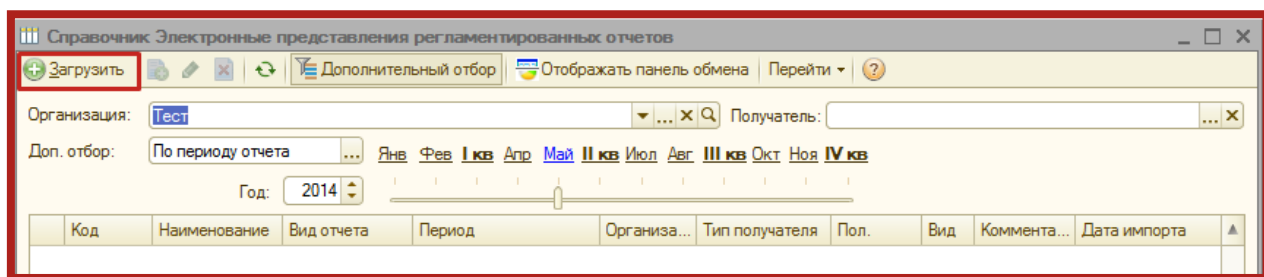 Справочник Электронные представления регламентированных отчетов
Загрузить Дополнительный отбор Отображать панель обмена Перейти
Организация: Тест ... Получатель: ...
Доп. отбор: По периоду отчета ... Янв Фев I кв Апр Май II кв Июл Авг III кв Окт Ноя IV кв
Год: 2014
Код Наименование Вид отчета Период Организа... Тип получателя Пол. Вид Коммента... Дата импорта